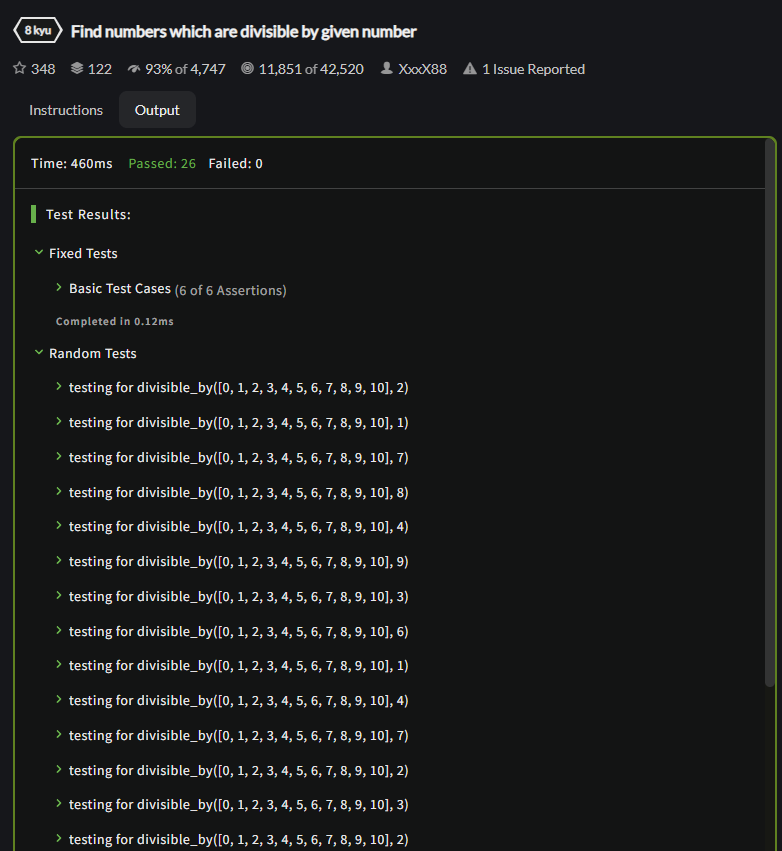 8 kyu Find numbers which are divisible by given number
348 122 93% of 4,747 11,851 of 42,520 XxxX88 1 Issue Reported
Instructions Output
Time: 460ms Passed: 26 Failed: 0
Test Results:
Fixed Tests
Basic Test Cases (6 of 6 Assertions)
Completed in 0.12ms
Random Tests
testing for divisible_by([0, 1, 2, 3, 4, 5, 6, 7, 8, 9, 10], 2)
testing for divisible_by([0, 1, 2, 3, 4, 5, 6, 7, 8, 9, 10], 1)
testing for divisible_by([0, 1, 2, 3, 4, 5, 6, 7, 8, 9, 10], 7)
testing for divisible_by([0, 1, 2, 3, 4, 5, 6, 7, 8, 9, 10], 8)
testing for divisible_by([0, 1, 2, 3, 4, 5, 6, 7, 8, 9, 10], 4)
testing for divisible_by([0, 1, 2, 3, 4, 5, 6, 7, 8, 9, 10], 9)
testing for divisible_by([0, 1, 2, 3, 4, 5, 6, 7, 8, 9, 10], 3)
testing for divisible_by([0, 1, 2, 3, 4, 5, 6, 7, 8, 9, 10], 6)
testing for divisible_by([0, 1, 2, 3, 4, 5, 6, 7, 8, 9, 10], 1)
testing for divisible_by([0, 1, 2, 3, 4, 5, 6, 7, 8, 9, 10], 4)
testing for divisible_by([0, 1, 2, 3, 4, 5, 6, 7, 8, 9, 10], 7)
testing for divisible_by([0, 1, 2, 3, 4, 5, 6, 7, 8, 9, 10], 2)
testing for divisible_by([0, 1, 2, 3, 4, 5, 6, 7, 8, 9, 10], 3)
testing for divisible_by([0, 1, 2, 3, 4, 5, 6, 7, 8, 9, 10], 2)